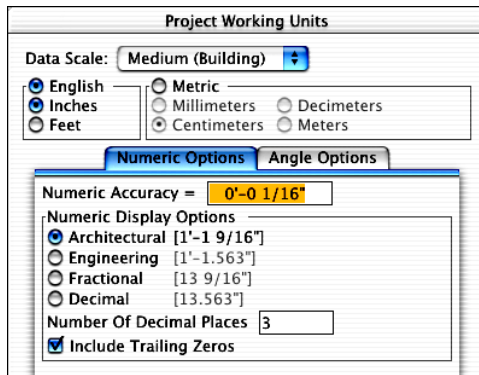 Project Working Units
Data Scale: Medium (Building)
English
Inches
Feet
Metric
Millimeters Decimeters
Centimeters Meters
Numeric Options Angle Options
Numeric Accuracy = 0'-0 1/16"
Numeric Display Options
Architectural [1'-1 9/16"]
Engineering [1'-1.563"]
Fractional [13 9/16"]
Decimal [13.563"]
Number Of Decimal Places 3
Include Trailing Zeros